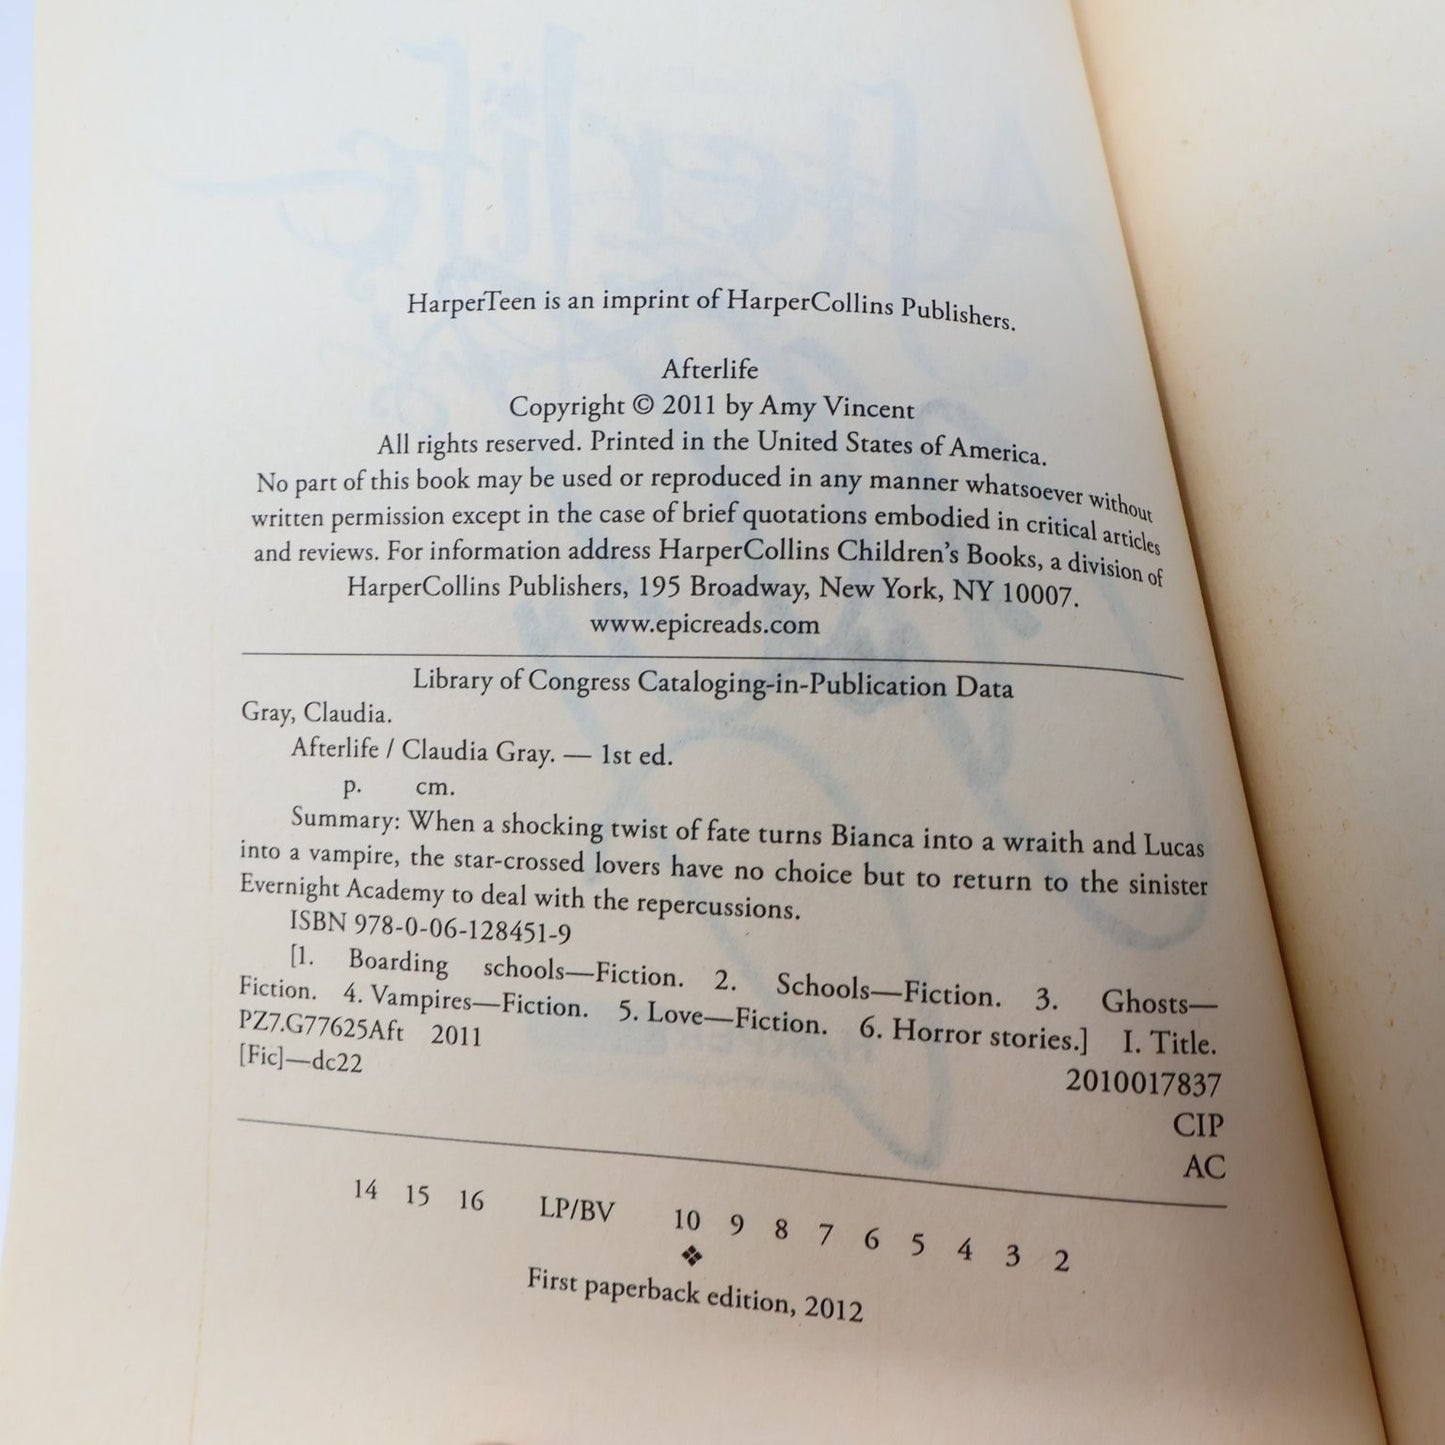 HarperTeen is an imprint of HarperCollins Publishers.
Afterlife
Copyright © 2011 by Amy Vincent
All rights reserved. Printed in the United States of America.
No part of this book may be used or reproduced in any manner whatsoever without
written permission except in the case of brief quotations embodied in critical articles
and reviews. For information address HarperCollins Children's Books, a division of
HarperCollins Publishers, 195 Broadway, New York, NY 10007.
www.epicreads.com
Library of Congress Cataloging-in-Publication Data
Gray, Claudia.
Afterlife / Claudia Gray. — 1st ed.
p. cm.
Summary: When a shocking twist of fate turns Bianca into a wraith and Lucas
into a vampire, the star-crossed lovers have no choice but to return to the sinister
Evernight Academy to deal with the repercussions.
ISBN 978-0-06-128451-9
[1. Boarding schools—Fiction. 2. Schools—Fiction. 3. Ghosts—
Fiction. 4. Vampires—Fiction. 5. Love—Fiction. 6. Horror stories.] I. Title.
PZ7.G77625Aft 2011 2010017837
[Fic]—dc22 CIP
AC
14 15 16 LP/BV 10 9 8 7 6 5 4 3 2
❖
First paperback edition, 2012